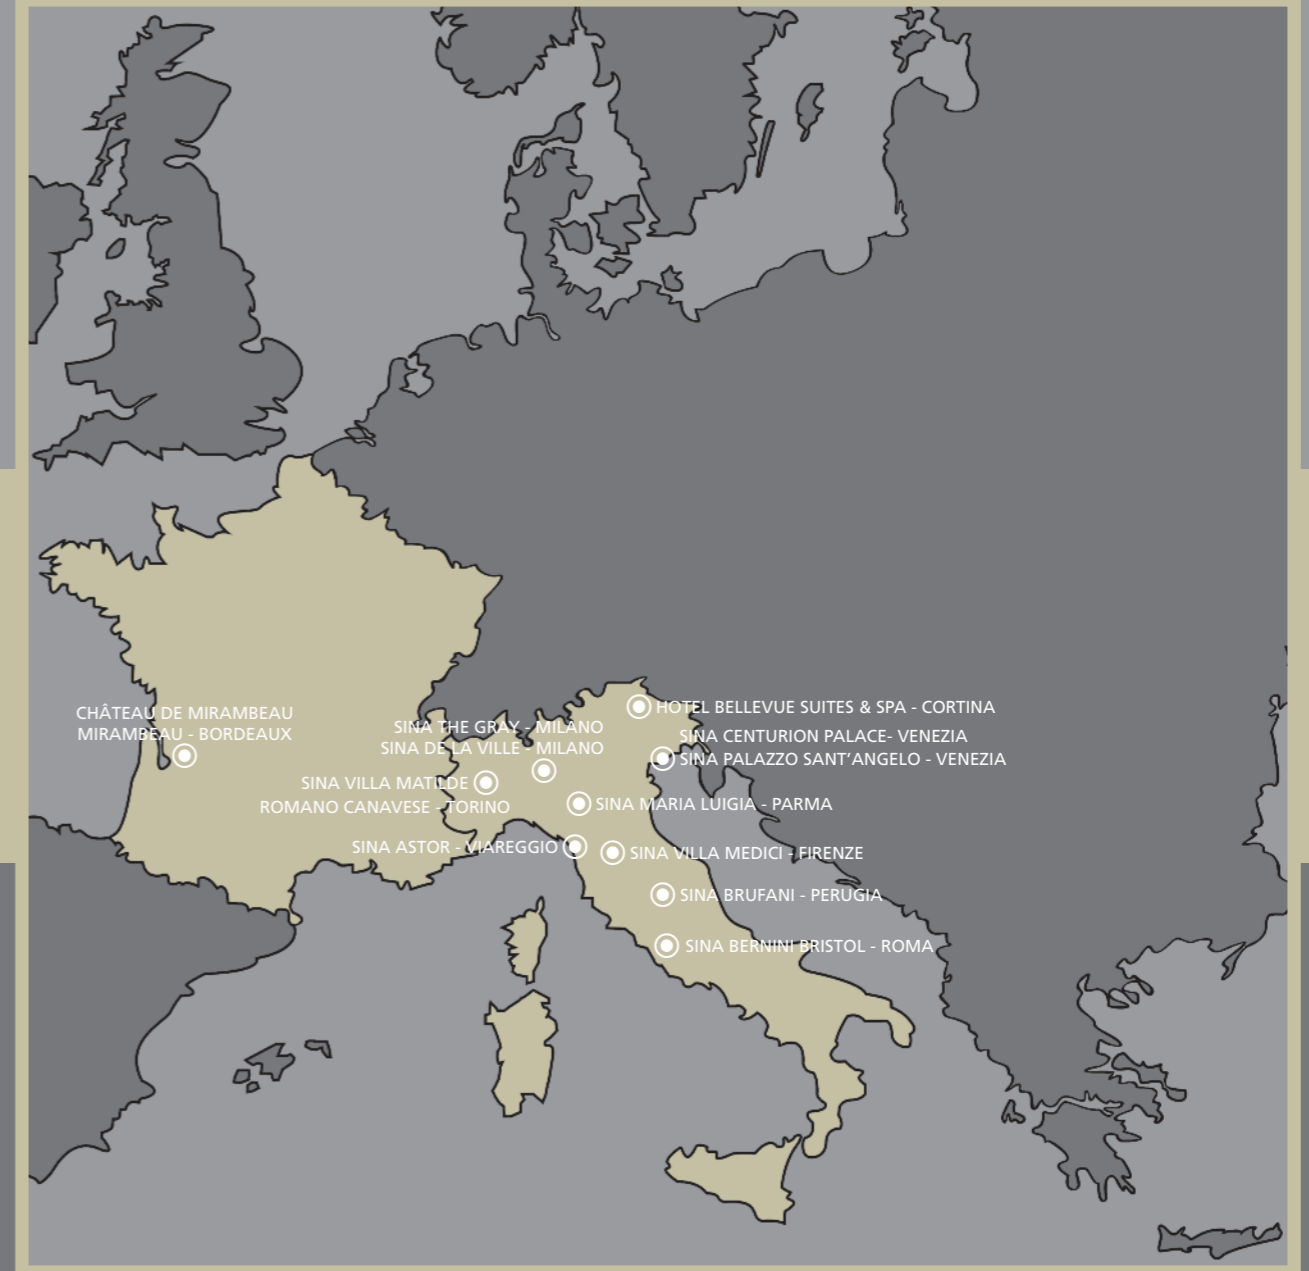 HOTEL BELLEVUE SUITES & SPA - CORTINA
CHÂTEAU DE MIRAMBEAU
MIRAMBEAU - BORDEAUX
SINA THE GRAY - MILANO
SINA DE LA VILLE - MILANO
SINA CENTURION PALACE- VENEZIA
SINA PALAZZO SANT'ANGELO - VENEZIA
SINA VILLA MATILDE
ROMANO CANAVESE - TORINO
SINA MARIA LUIGIA - PARMA
SINA ASTOR - VIAREGGIO
SINA VILLA MEDICI - FIRENZE
SINA BRUFANI - PERUGIA
SINA BERNINI BRISTOL - ROMA